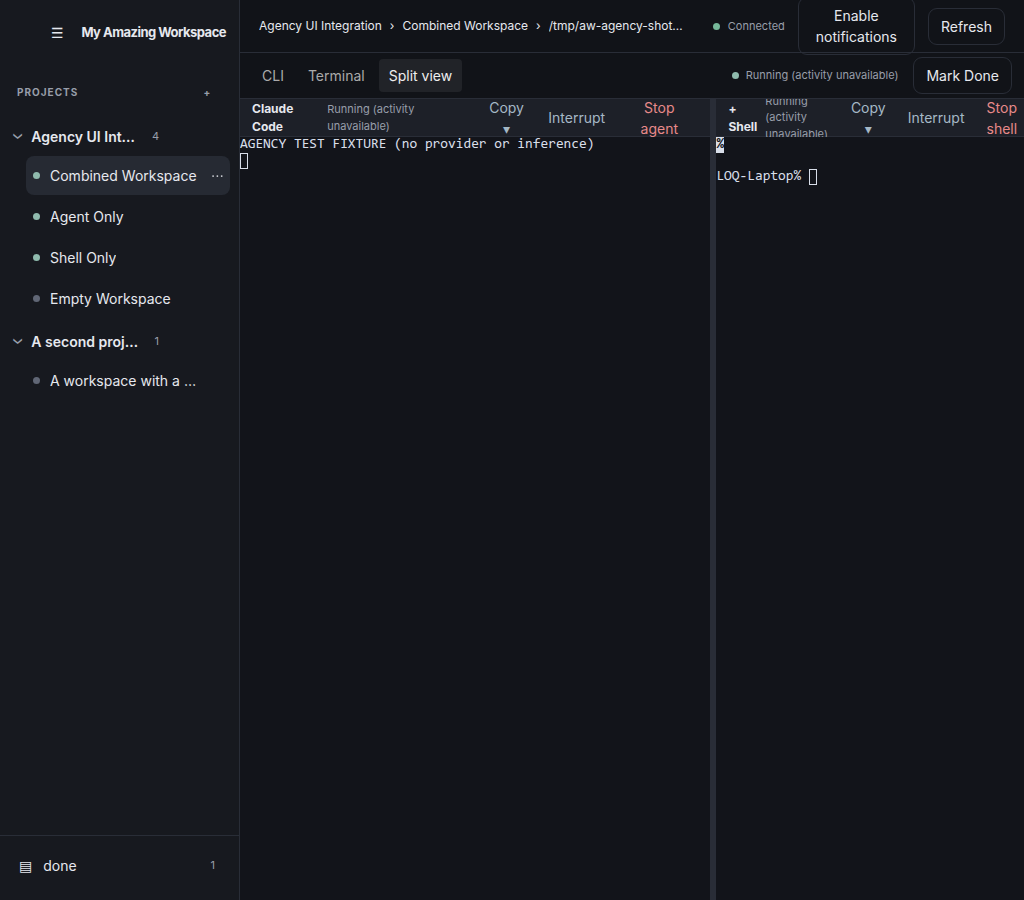 ☰ My Amazing Workspace
PROJECTS +
Agency UI Int... 4
Combined Workspace ...
Agent Only
Shell Only
Empty Workspace
A second proj... 1
A workspace with a ...
done 1
Agency UI Integration › Combined Workspace › /tmp/aw-agency-shot...
Connected
Enable
notifications
Refresh
CLI Terminal Split view
Running (activity unavailable)
Mark Done
Claude
Code
Running (activity
unavailable)
Copy
▾
Interrupt
Stop
agent
AGENCY TEST FIXTURE (no provider or inference)
+
Shell
Running
(activity
unavailable)
Copy
▾
Interrupt
Stop
shell
%
LOQ-Laptop%